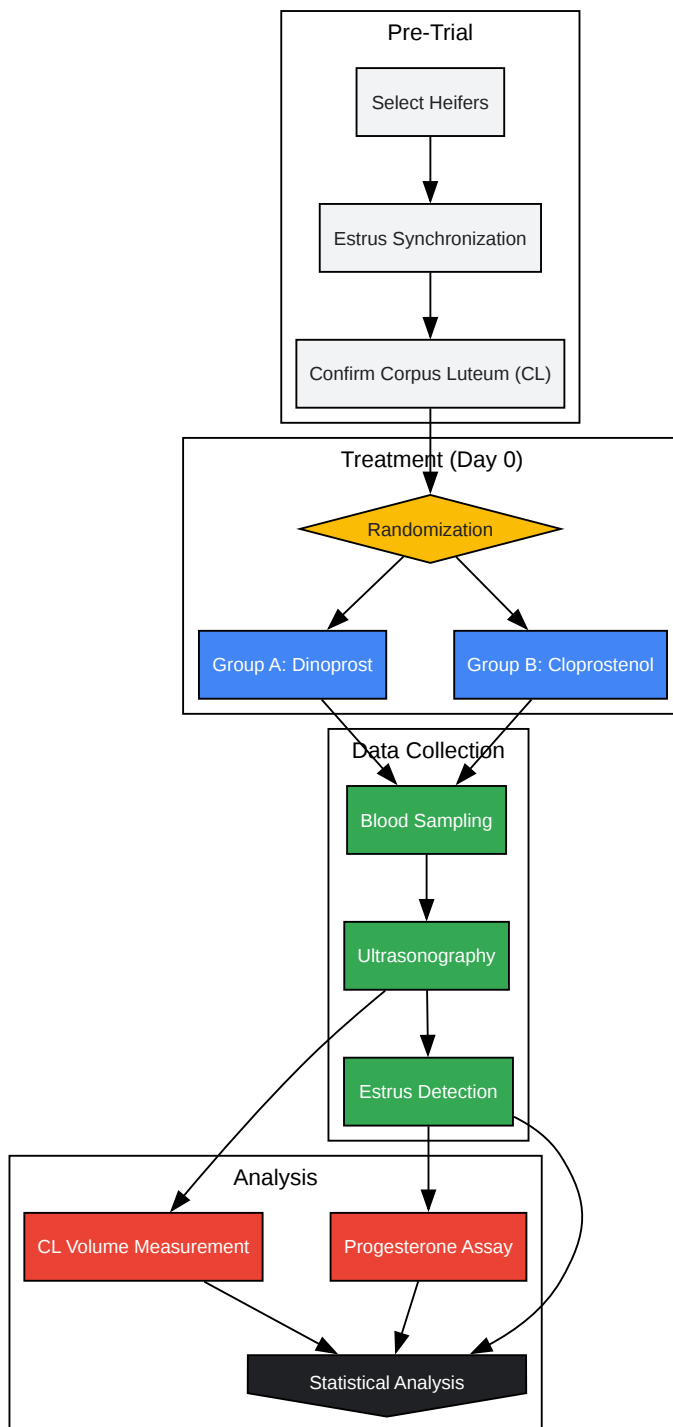 Pre-Trial
Select Heifers
Estrus Synchronization
Confirm Corpus Luteum (CL)
Treatment (Day 0)
Randomization
Group A: Dinoprost
Group B: Cloprostenol
Data Collection
Blood Sampling
Ultrasonography
Estrus Detection
Analysis
CL Volume Measurement
Progesterone Assay
Statistical Analysis